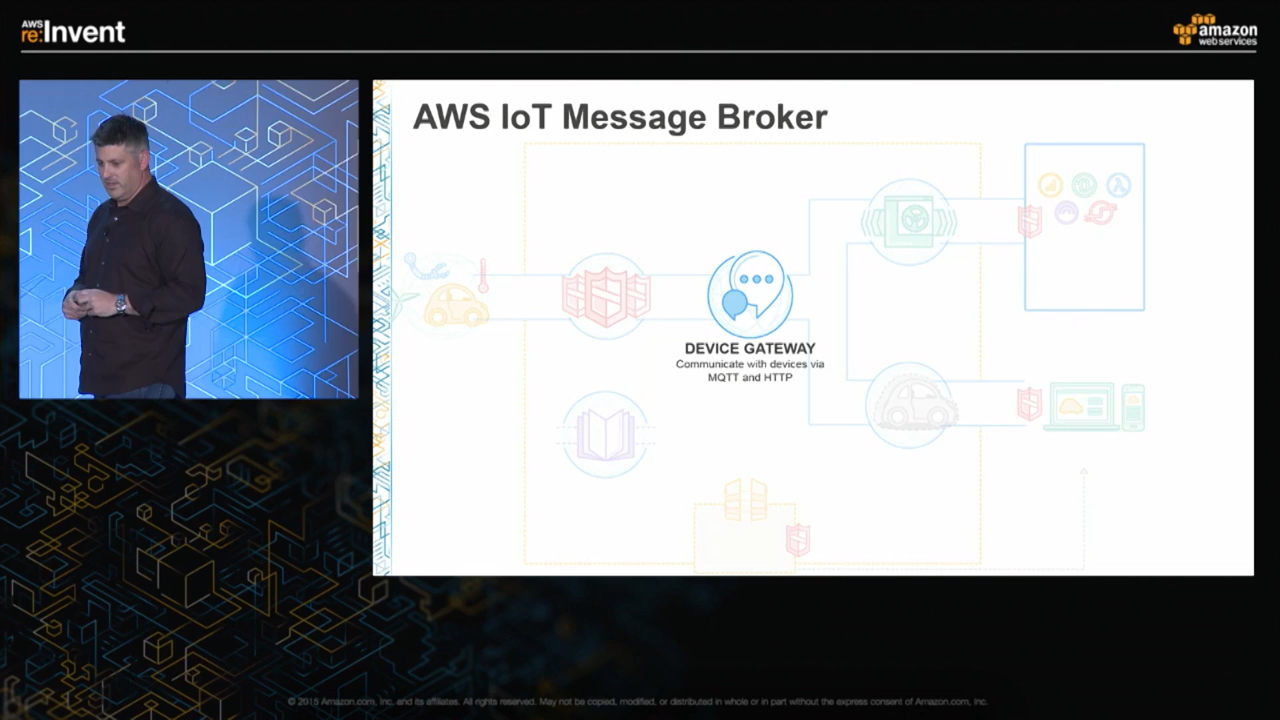 AWS
re:Invent
amazon
webservices
AWS IoT Message Broker
DEVICE GATEWAY
Communicate with devices via
MQTT and HTTP
© 2015 Amazon.com, Inc. and its affiliates. All rights reserved. May not be copied, modified, or distributed in whole or in part without the express consent of Amazon.com, Inc.